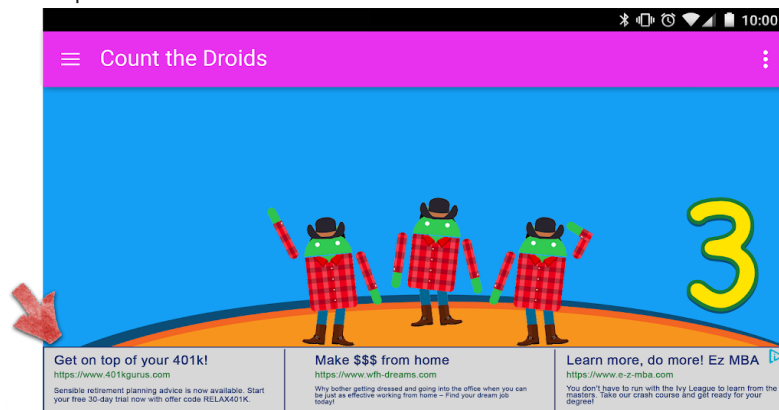 10:00
Count the Droids
3
Get on top of your 401k!
https://www.401kgurus.com
Sensible retirement planning advice is now available. Start
your free 30-day trial now with offer code RELAX401K.
Make $$$ from home
https://www.wfh-dreams.com
Why bother getting dressed and going into the office when you can
be just as effective working from home – Find your dream job
today!
Learn more, do more! Ez MBA
https://www.e-z-mba.com
You don't have to run with the Ivy League to learn from the
masters. Take our crash course and get ready for your
degree!